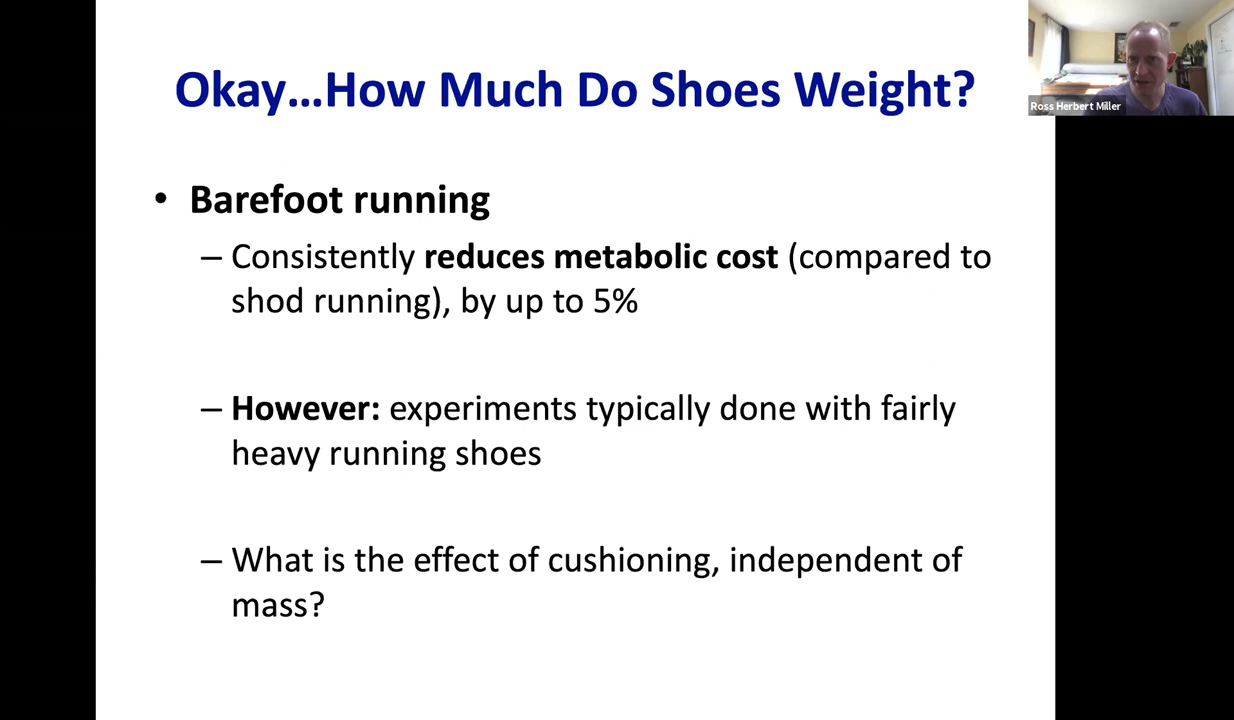 Okay…How Much Do Shoes Weight?
Ross Herbert Miller
• Barefoot running
– Consistently reduces metabolic cost (compared to
shod running), by up to 5%
– However: experiments typically done with fairly
heavy running shoes
– What is the effect of cushioning, independent of
mass?